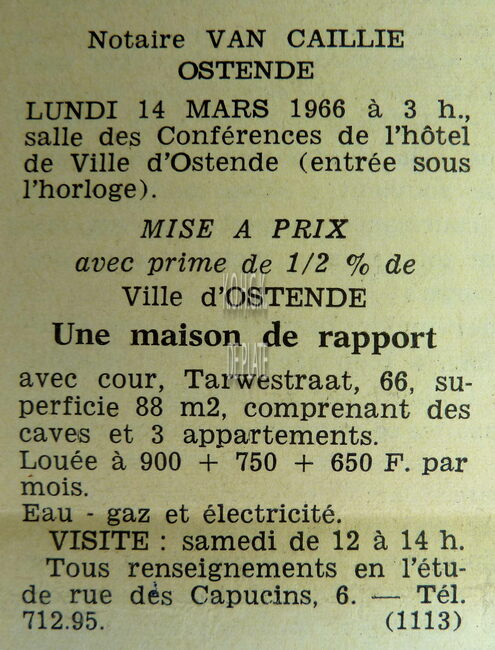 Notaire VAN CAILLIE
OSTENDE
LUNDI 14 MARS 1966 à 3 h.,
salle des Conférences de l'hôtel
de Ville d'Ostende (entrée sous
l'horloge).
MISE A PRIX
avec prime de 1/2 % de
Ville d'OSTENDE
KONI.S.K.
DE PLATE
Une maison de rapport
avec cour, Tarwestraat, 66, su-
perficie 88 m2, comprenant des
caves et 3 appartements.
Louée à 900 + 750 + 650 F. par
mois.
Eau - gaz et électricité.
VISITE : samedi de 12 à 14 h.
Tous renseignements en l'étu-
de rue des Capucins, 6. — Tél.
712.95. (1113)